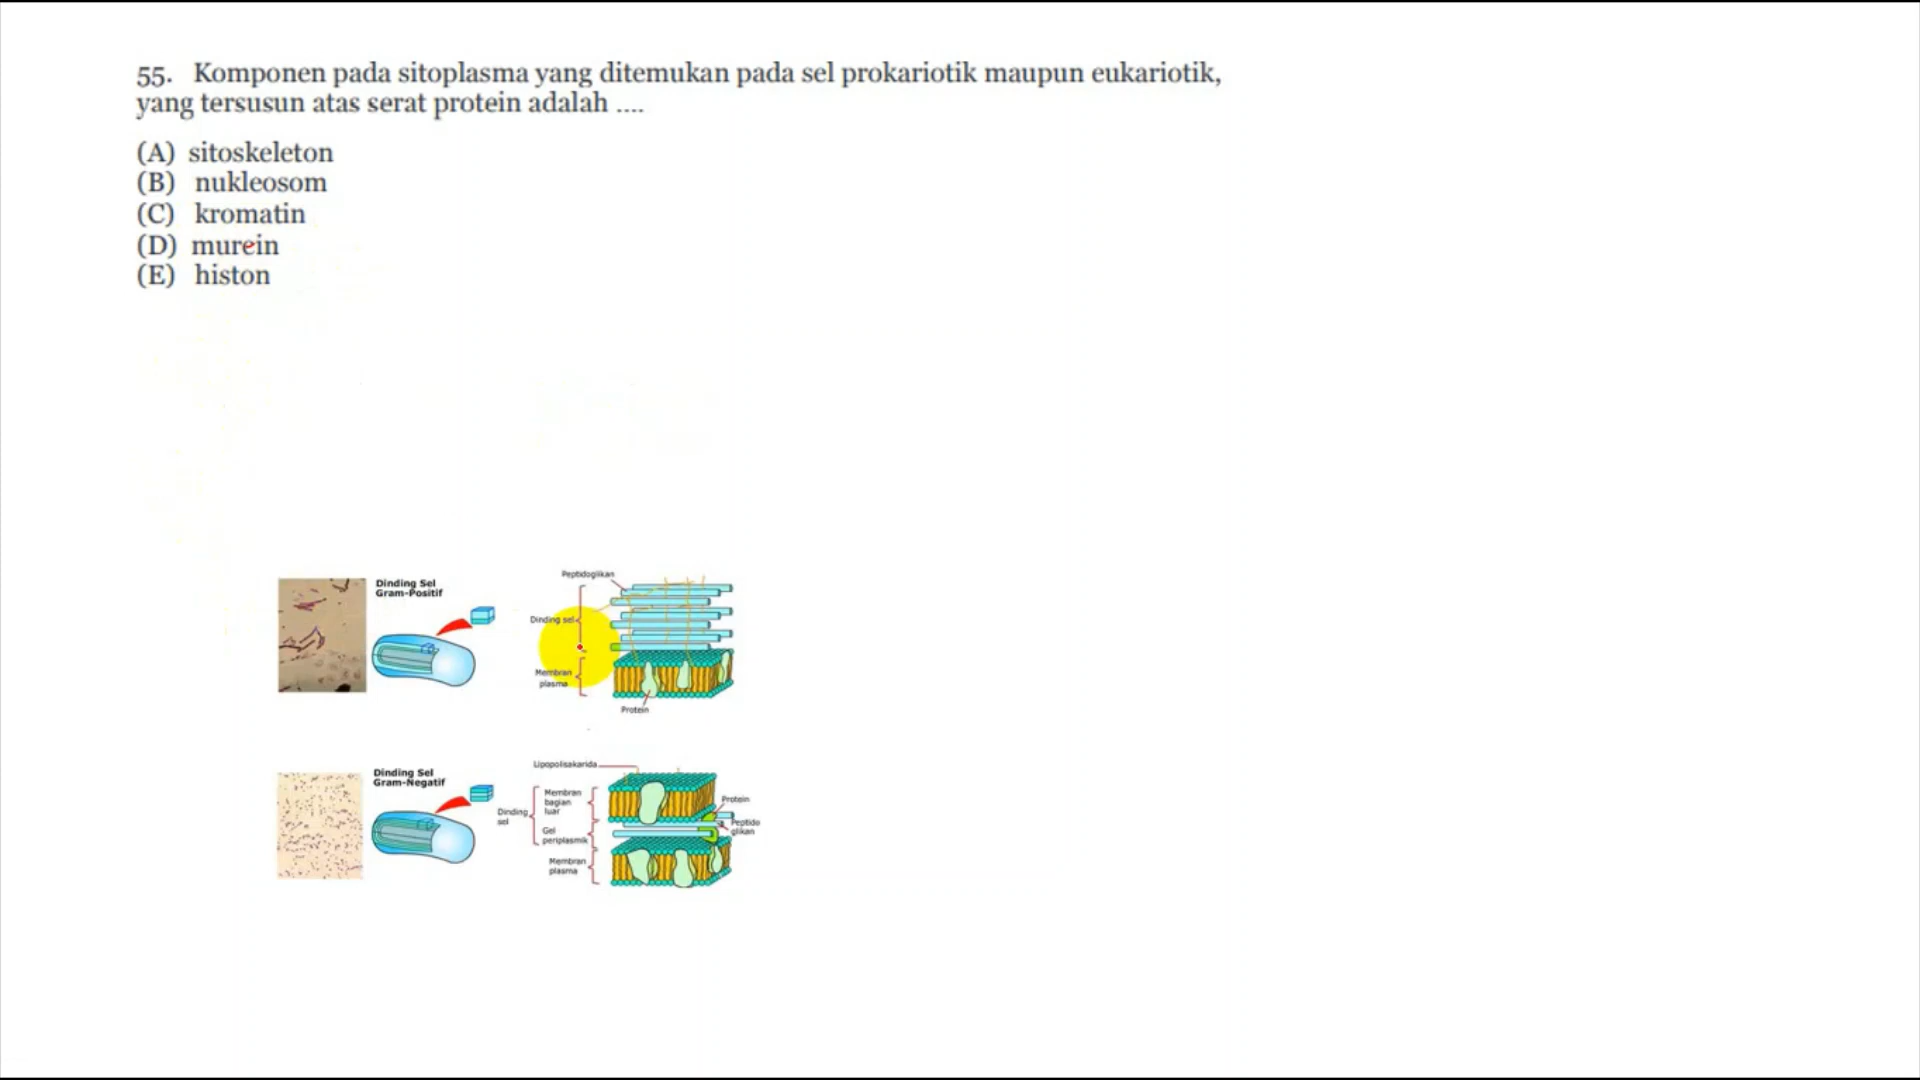 55. Komponen pada sitoplasma yang ditemukan pada sel prokariotik maupun eukariotik,
yang tersusun atas serat protein adalah ....
(A) sitoskeleton
(B) nukleosom
(C) kromatin
(D) murein
(E) histon
Dinding Sel
Gram-Positif
Peptidoglikan
Dinding sel
Membran
plasma
Protein
Dinding Sel
Gram-Negatif
Lipopolisakarida
Dinding
sel
Membran
bagian
luar
Gel
periplasmik
Membran
plasma
Protein
Peptido
glikan